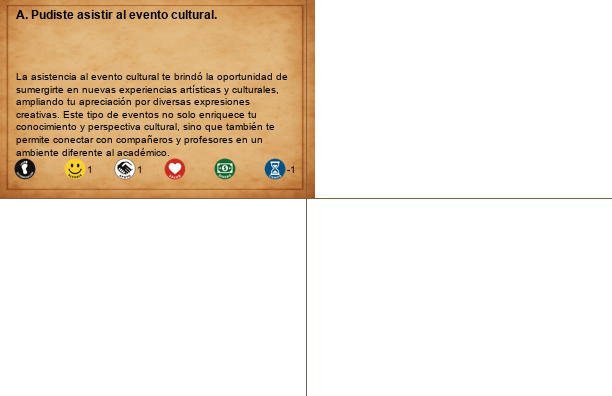 A. Pudiste asistir al evento cultural.
La asistencia al evento cultural te brindó la oportunidad de
sumergirte en nuevas experiencias artísticas y culturales,
ampliando tu apreciación por diversas expresiones
creativas. Este tipo de eventos no solo enriquece tu
conocimiento y perspectiva cultural, sino que también te
permite conectar con compañeros y profesores en un
ambiente diferente al académico.
1 1 -1